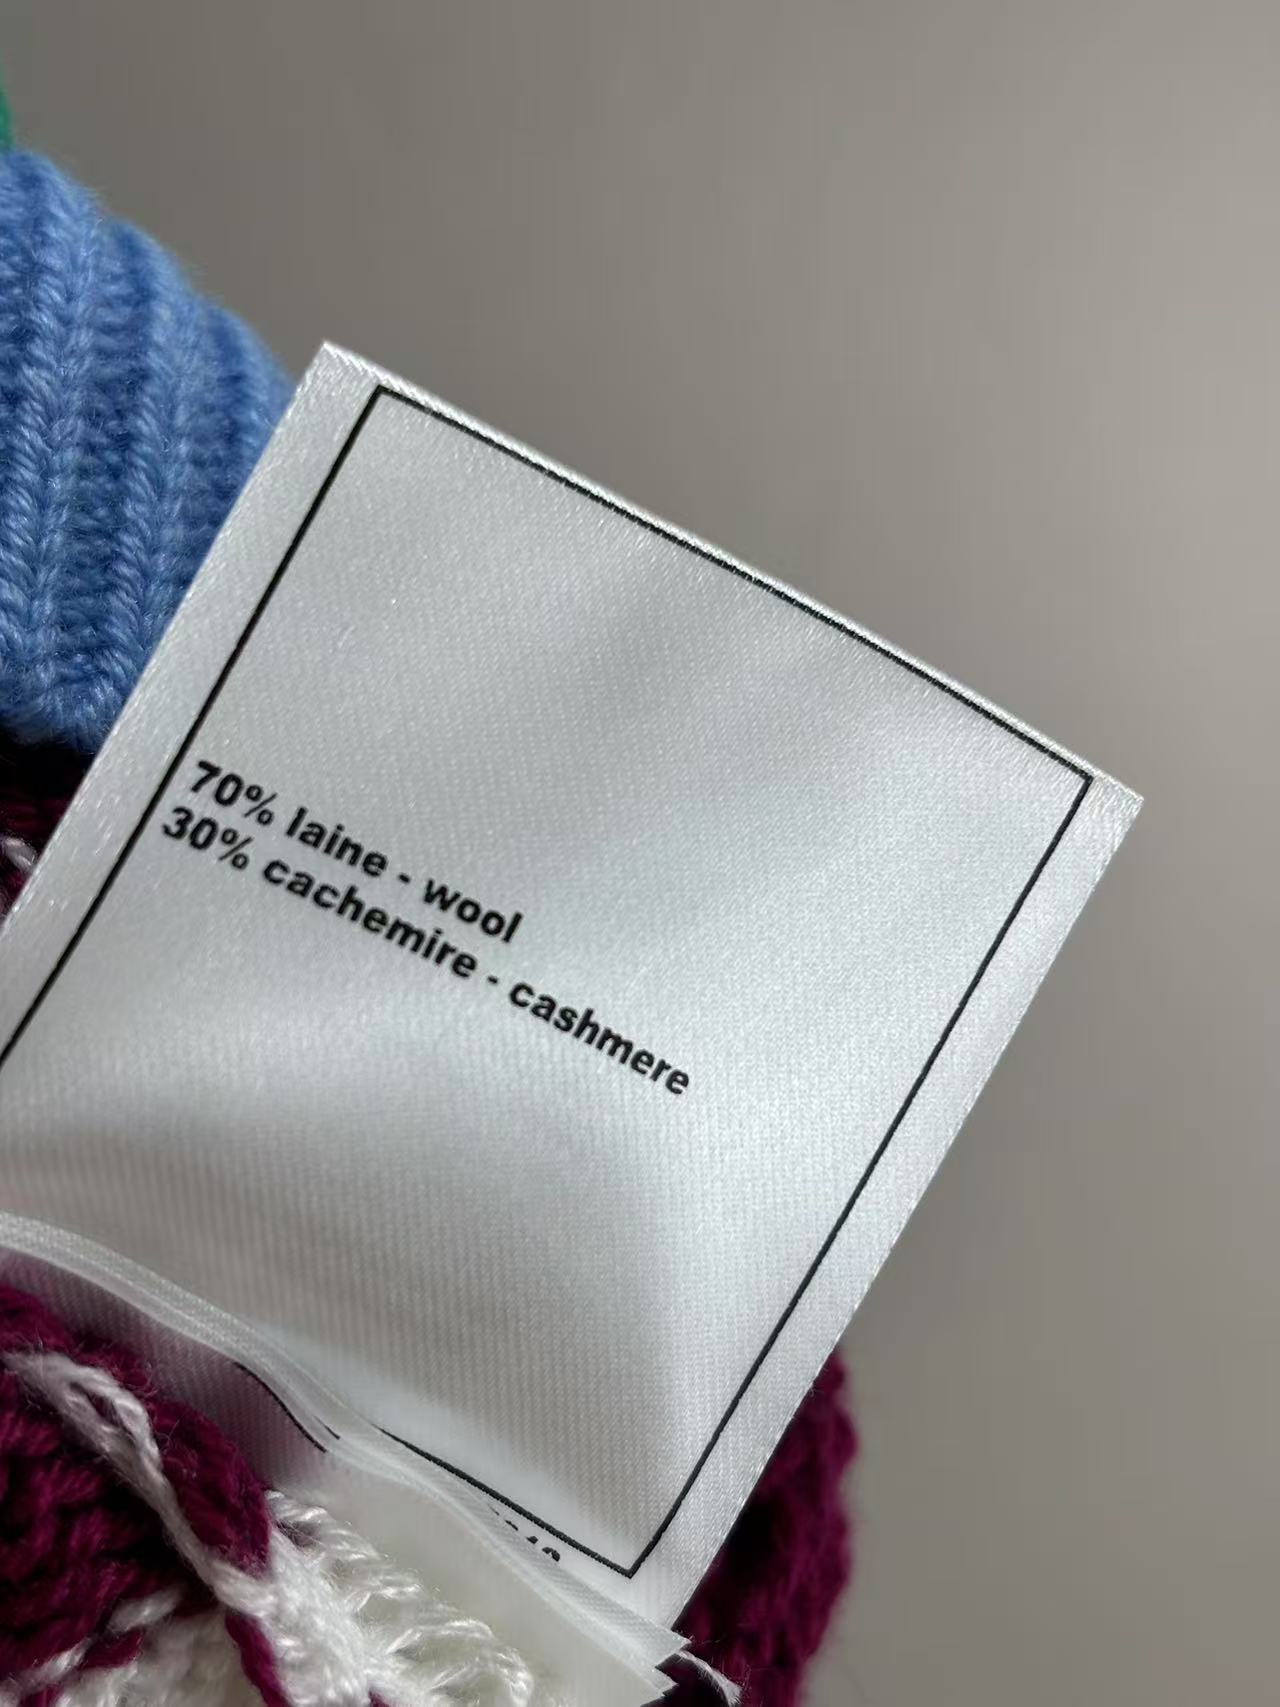 70% laine - wool
30% cachemire - cashmere